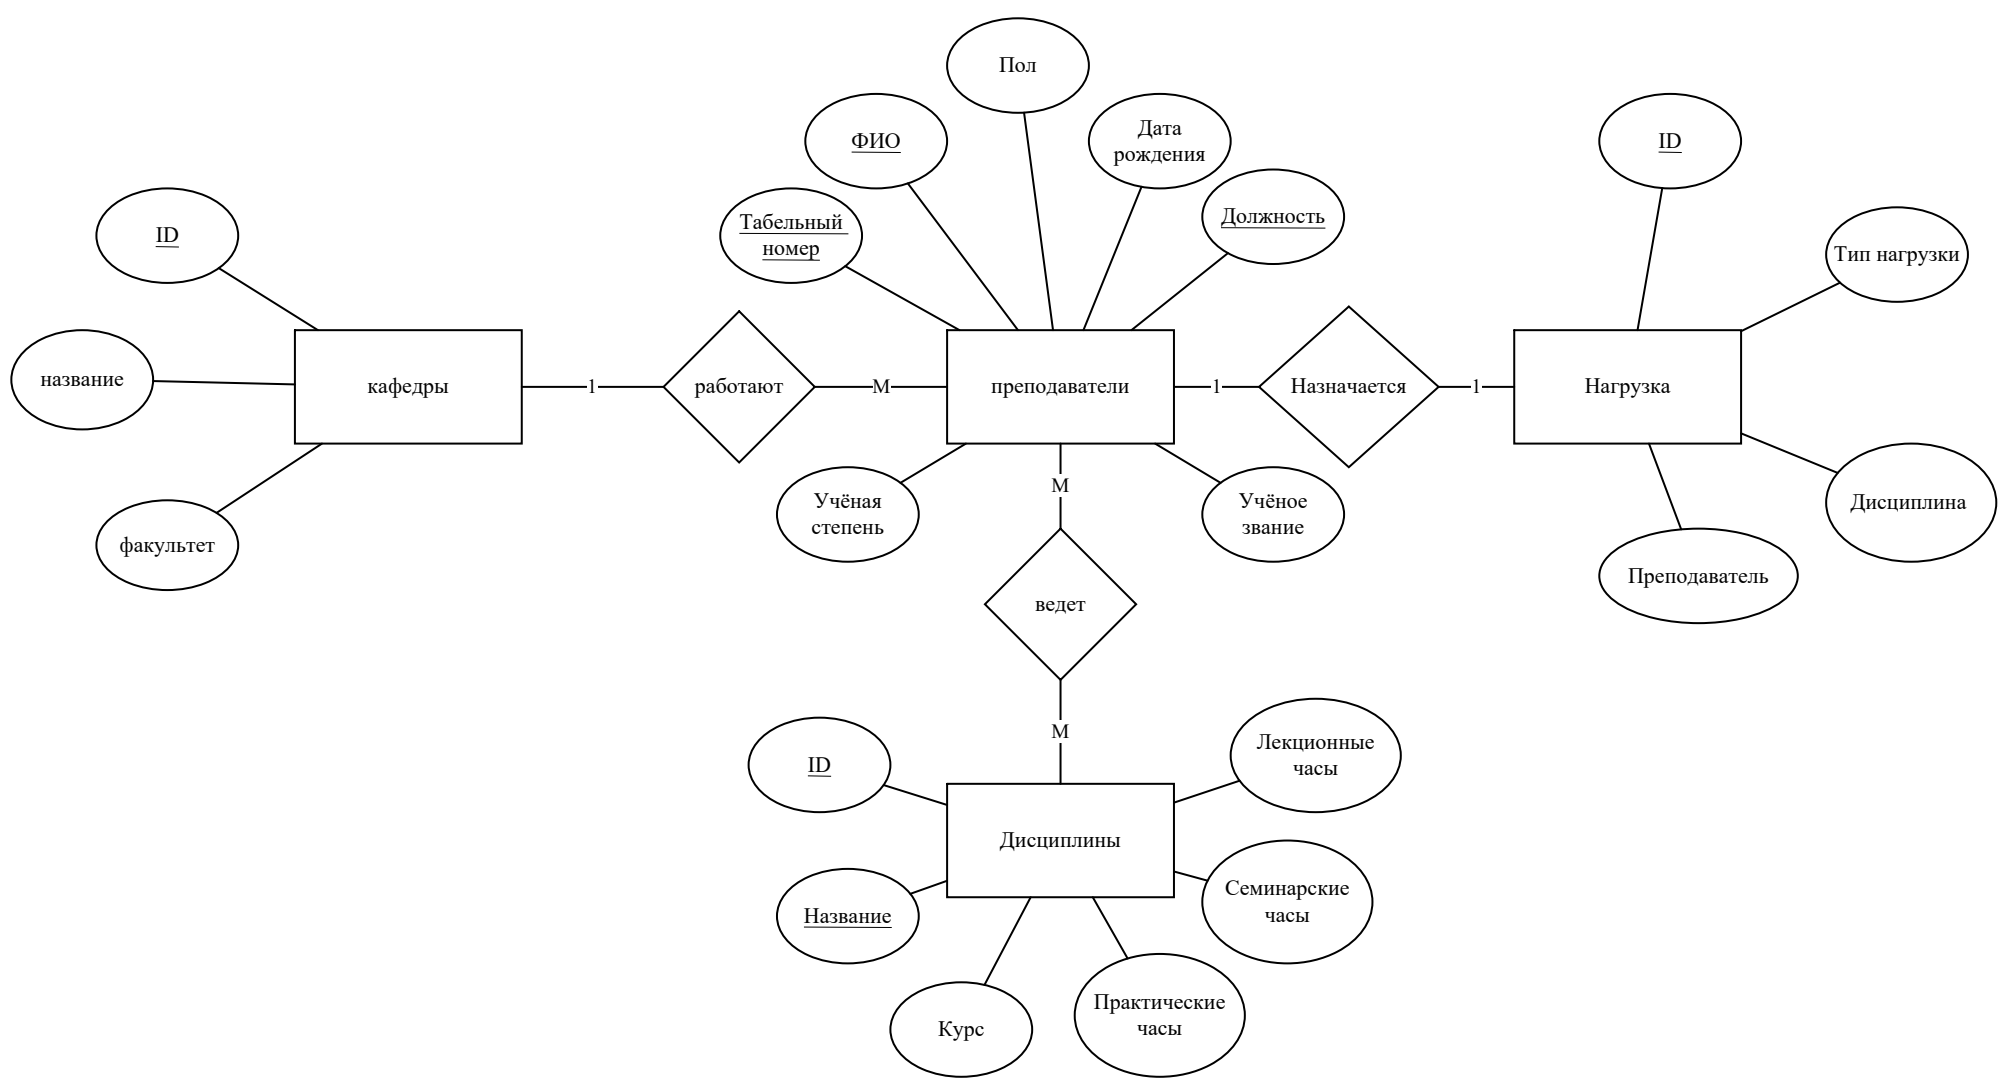 Пол
ФИО
Дата
рождения
ID
Табельный
номер
Должность
ID
Тип нагрузки
название
кафедры
1
работают
M
преподаватели
1
Назначается
1
Нагрузка
факультет
Учёная
степень
M
Учёное
звание
Дисциплина
Преподаватель
ведет
M
ID
Лекционные
часы
Дисциплины
Название
Семинарские
часы
Курс
Практические
часы